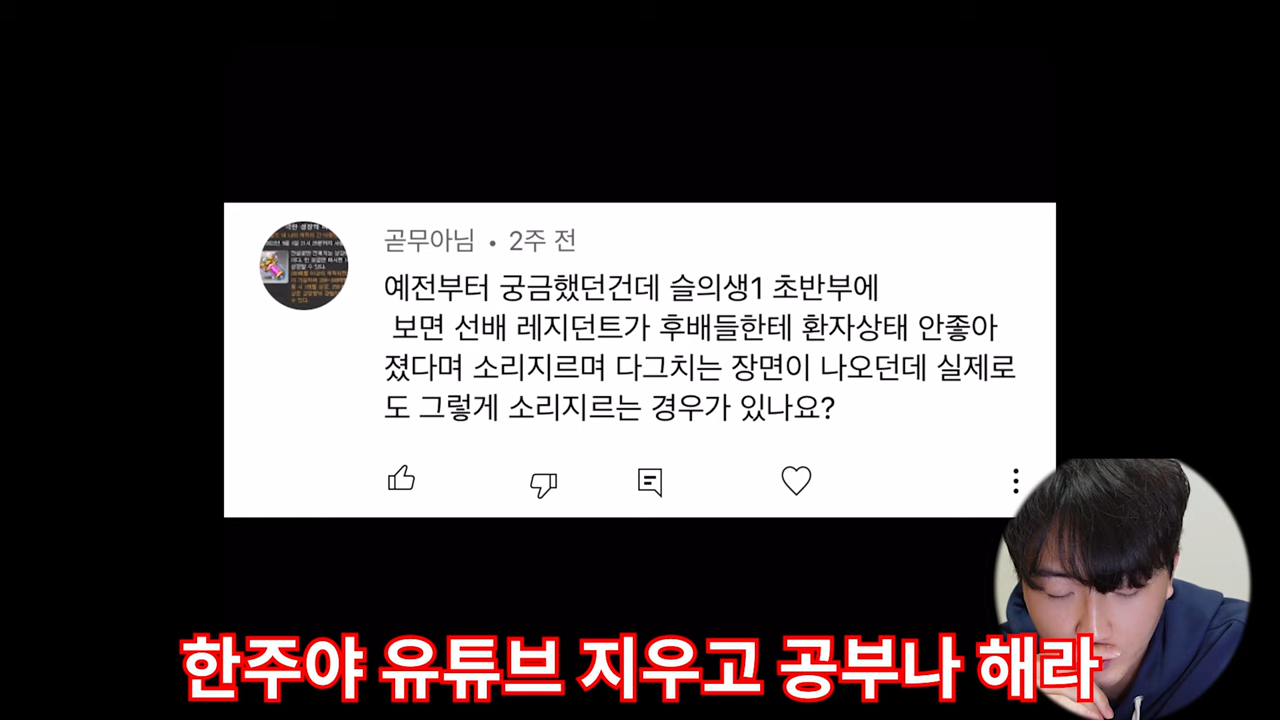 곧무아님 • 2주 전
예전부터 궁금했던건데 슬의생1 초반부에
보면 선배 레지던트가 후배들한테 환자상태 안좋아
졌다며 소리지르며 다그치는 장면이 나오던데 실제로
도 그렇게 소리지르는 경우가 있나요?
한주야 유튜브 지우고 공부나 해라